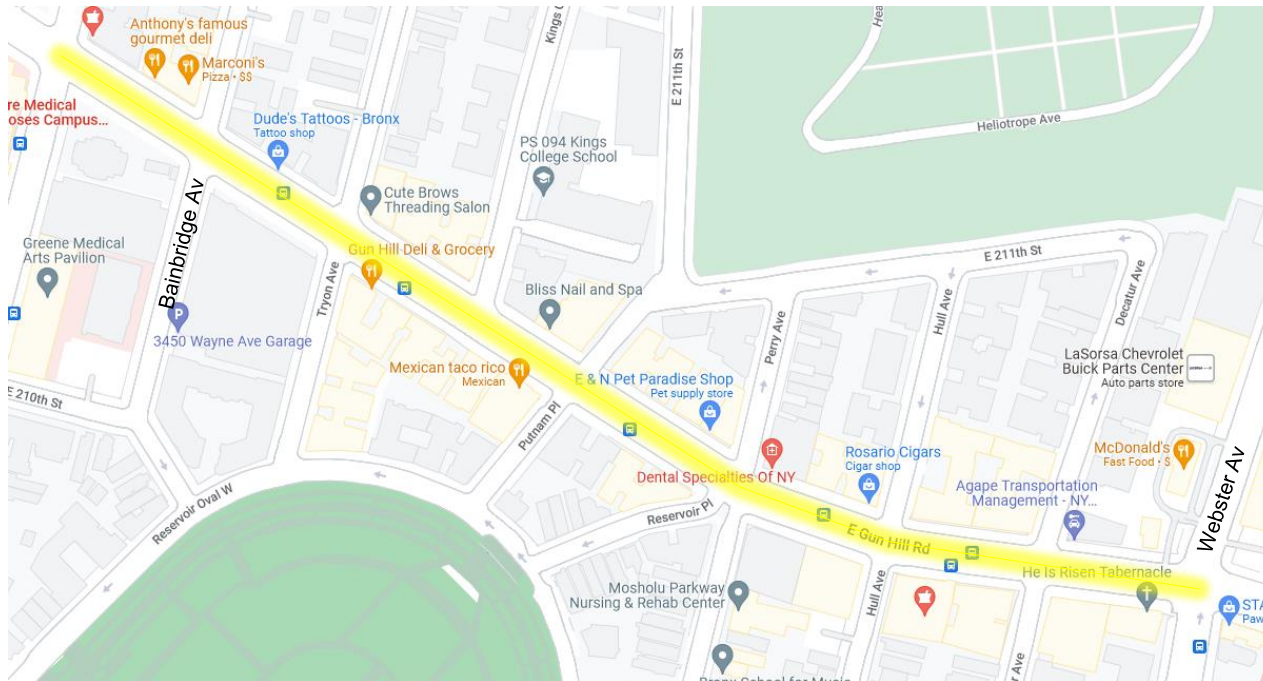 Anthony's famous
gourmet deli
Marconi's
Pizza • $$
Kings
E 211th St
Hea
Heliotrope Ave
re Medical
oses Campus...
Dude's Tattoos - Bronx
Tattoo shop
PS 094 Kings
College School
Cute Brows
Threading Salon
Bainbridge Av
Greene Medical
Arts Pavilion
Gun Hill Deli & Grocery
E 211th St
Tryon Ave
Bliss Nail and Spa
Hull Ave
Decatur Ave
Perry Ave
P
3450 Wayne Ave Garage
LaSorsa Chevrolet
Buick Parts Center
Auto parts store
Mexican taco rico
Mexican
E & N Pet Paradise Shop
Pet supply store
E 210th St
Putnam Pl
McDonald's
Fast Food • $
Rosario Cigars
Cigar shop
Dental Specialties Of NY
Agape Transportation
Management - NY...
Webster Av
Reservoir Oval W
Reservoir Pl
E Gun Hill Rd
He Is Risen Tabernacle
Mosholu Parkway
Nursing & Rehab Center
Hull Ave
STA
Paw
r Ave
Bronx School for Music